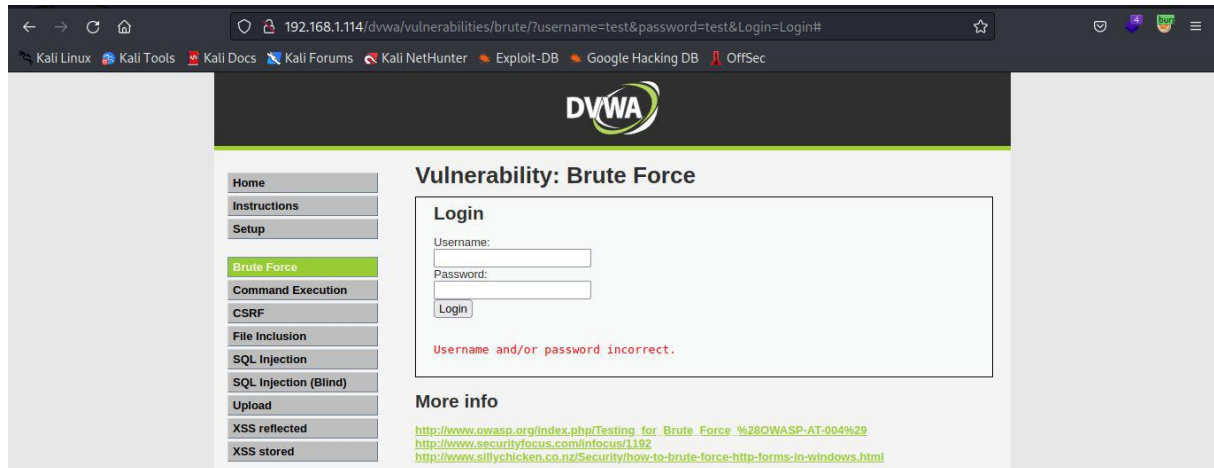 192.168.1.114/dvwa/vulnerabilities/brute/?username=test&password=test&Login=Login#
4
burp
Kali Linux Kali Tools Kali Docs Kali Forums Kali NetHunter Exploit-DB Google Hacking DB OffSec
DVWA
Home
Instructions
Setup
Brute Force
Command Execution
CSRF
File Inclusion
SQL Injection
SQL Injection (Blind)
Upload
XSS reflected
XSS stored
Vulnerability: Brute Force
Login
Username:
Password:
Login
Username and/or password incorrect.
More info
http://www.owasp.org/index.php/Testing_for_Brute_Force_%28OWASP-AT-004%29
http://www.securityfocus.com/infocus/1192
http://www.sillychicken.co.nz/Security/how-to-brute-force-http-forms-in-windows.html